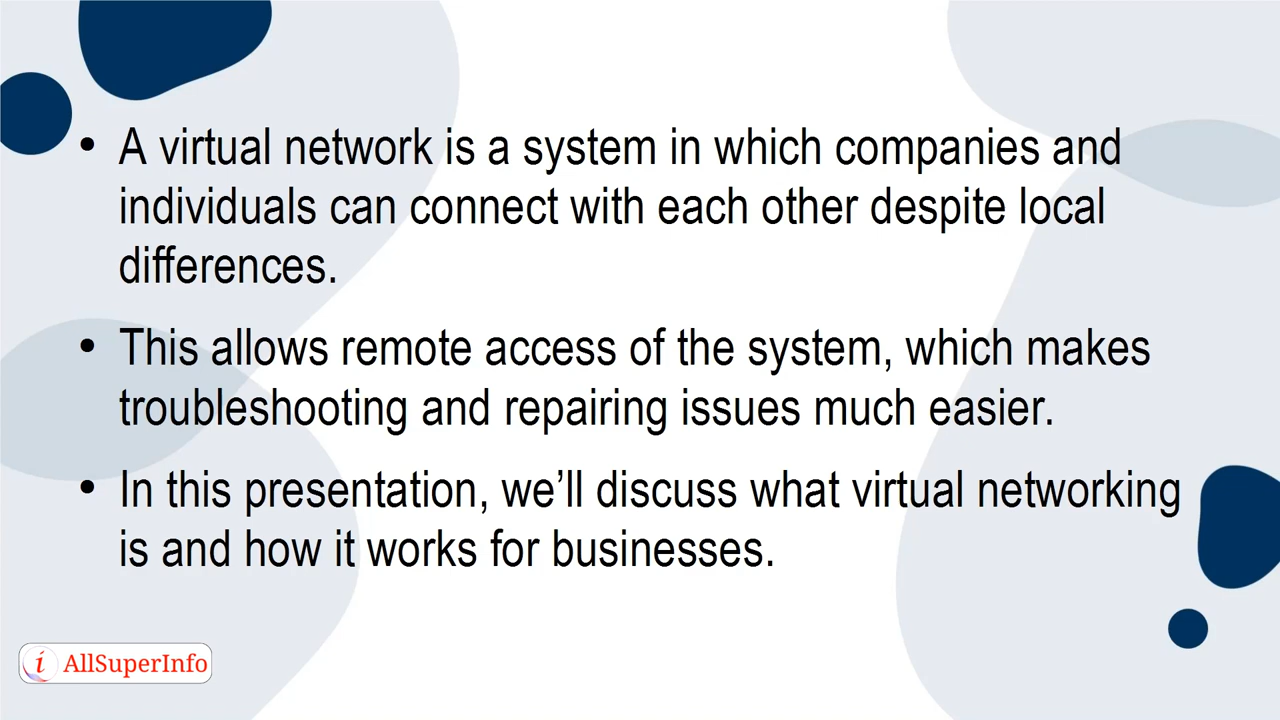 • A virtual network is a system in which companies and
individuals can connect with each other despite local
differences.
• This allows remote access of the system, which makes
troubleshooting and repairing issues much easier.
• In this presentation, we’ll discuss what virtual networking
is and how it works for businesses.
i AllSuperInfo